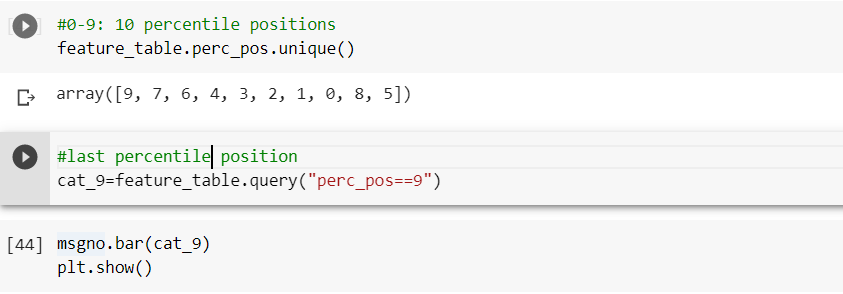 #0-9: 10 percentile positions
feature_table.perc_pos.unique()
array([9, 7, 6, 4, 3, 2, 1, 0, 8, 5])
#last percentile position
cat_9=feature_table.query("perc_pos==9")
[44] msgno.bar(cat_9)
plt.show()